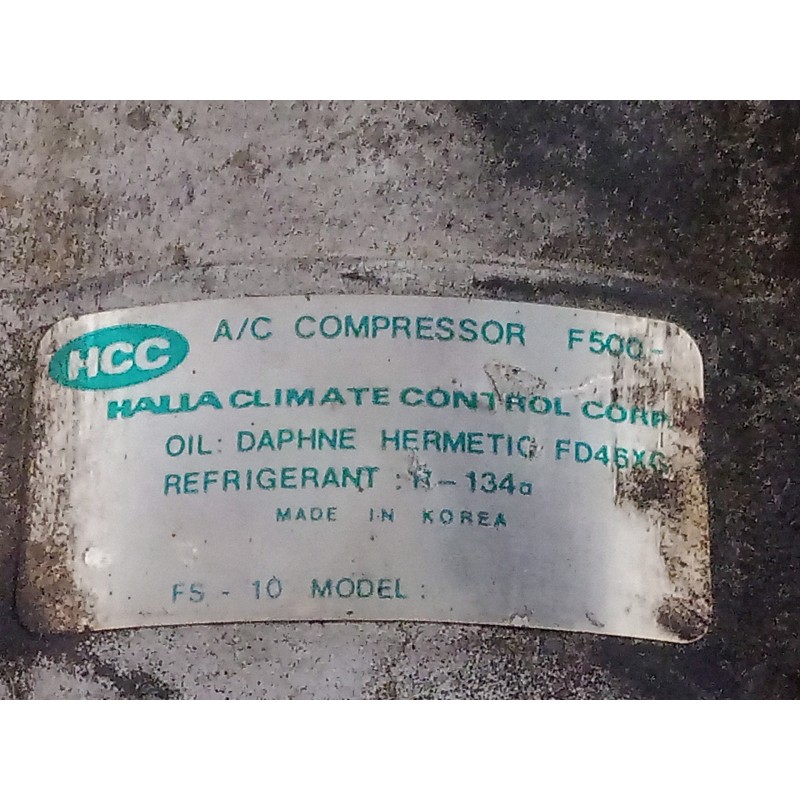 HCC
A/C COMPRESSOR F500-
HALLA CLIMATE CONTROL CORP.
OIL: DAPHNE HERMETIC FD46XG
REFRIGERANT : R-134a
MADE IN KOREA
FS - 10 MODEL :